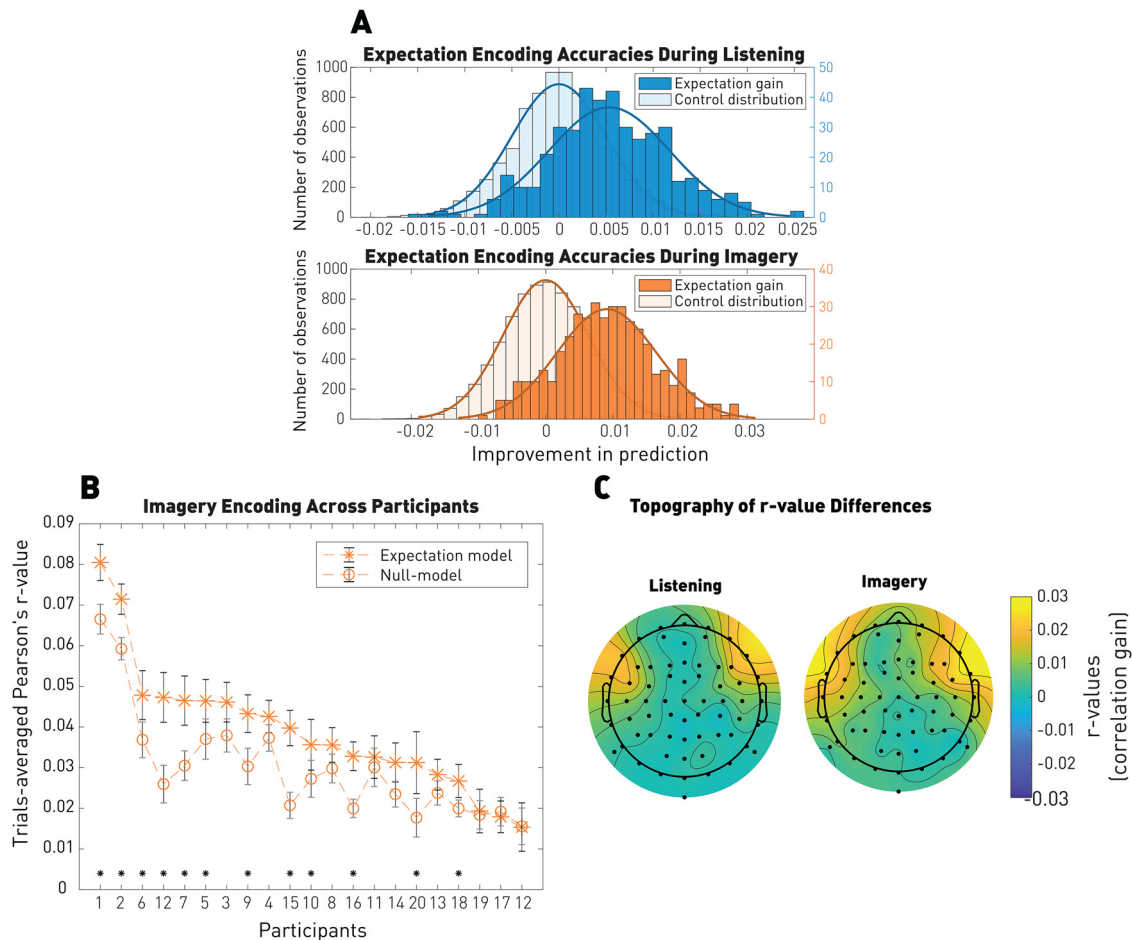 A
Expectation Encoding Accuracies During Listening
Number of observations
1000
800
600
400
200
0
50
40
30
20
10
0
Expectation gain
Control distribution
-0.02 -0.015 -0.01 -0.005 0 0.005 0.01 0.015 0.02 0.025
Expectation Encoding Accuracies During Imagery
Number of observations
1000
800
600
400
200
0
40
30
20
10
0
Expectation gain
Control distribution
-0.02 -0.01 0 0.01 0.02 0.03
Improvement in prediction
B
Imagery Encoding Across Participants
Trials-averaged Pearson's r-value
0.09
0.08
0.07
0.06
0.05
0.04
0.03
0.02
0.01
0
Expectation model
Null-model
* * * * * * * * * * * *
1 2 6 12 7 5 3 9 4 15 10 8 16 11 14 20 13 18 19 17 12
Participants
C
Topography of r-value Differences
Listening
Imagery
0.03
0.02
0.01
0
-0.01
-0.02
-0.03
r-values
(correlation gain)